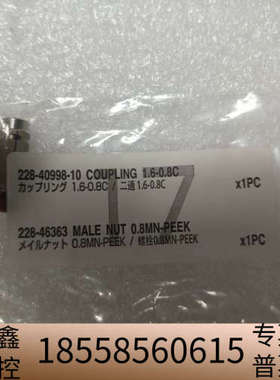 228-40998-10 COUPLING 1.6-0.8C
カップリング 1.6-0.8C / 二通 1.6-0.8C x1PC
17
228-46363 MALE NUT 0.8MN-PEEK
メイルナット 0.8MN-PEEK / 螺栓0.8MN-PEEK x1PC
鑫 专
控 18558560615 普